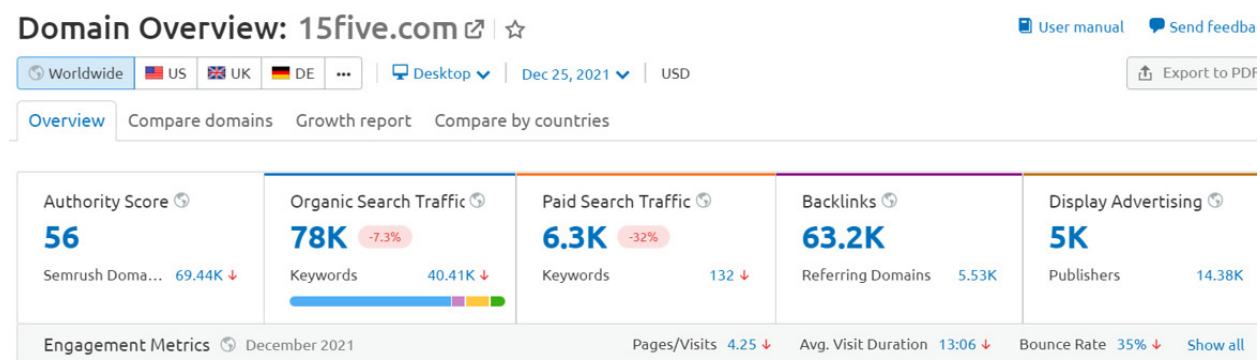 Domain Overview: 15five.com
User manual Send feedba
Worldwide US UK DE ... Desktop Dec 25, 2021 USD
Export to PDF
Overview Compare domains Growth report Compare by countries
Authority Score
56
Semrush Doma... 69.44K ↓
Organic Search Traffic
78K -7.3%
Keywords 40.41K ↓
Paid Search Traffic
6.3K -32%
Keywords 132 ↓
Backlinks
63.2K
Referring Domains 5.53K
Display Advertising
5K
Publishers 14.38K
Engagement Metrics December 2021 Pages/Visits 4.25 ↓ Avg. Visit Duration 13:06 ↓ Bounce Rate 35% ↓ Show all